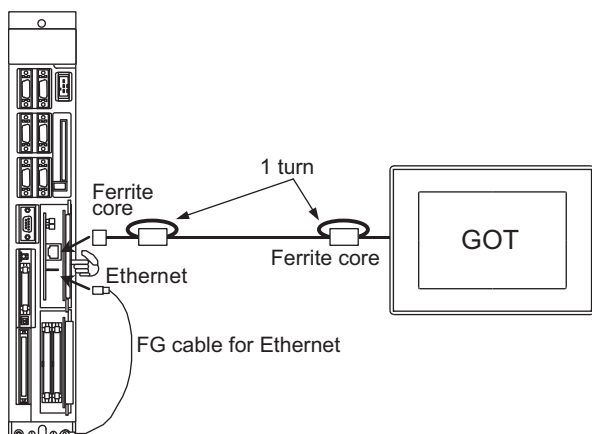 1 turn
Ferrite
core
Ferrite core
GOT
Ethernet
FG cable for Ethernet